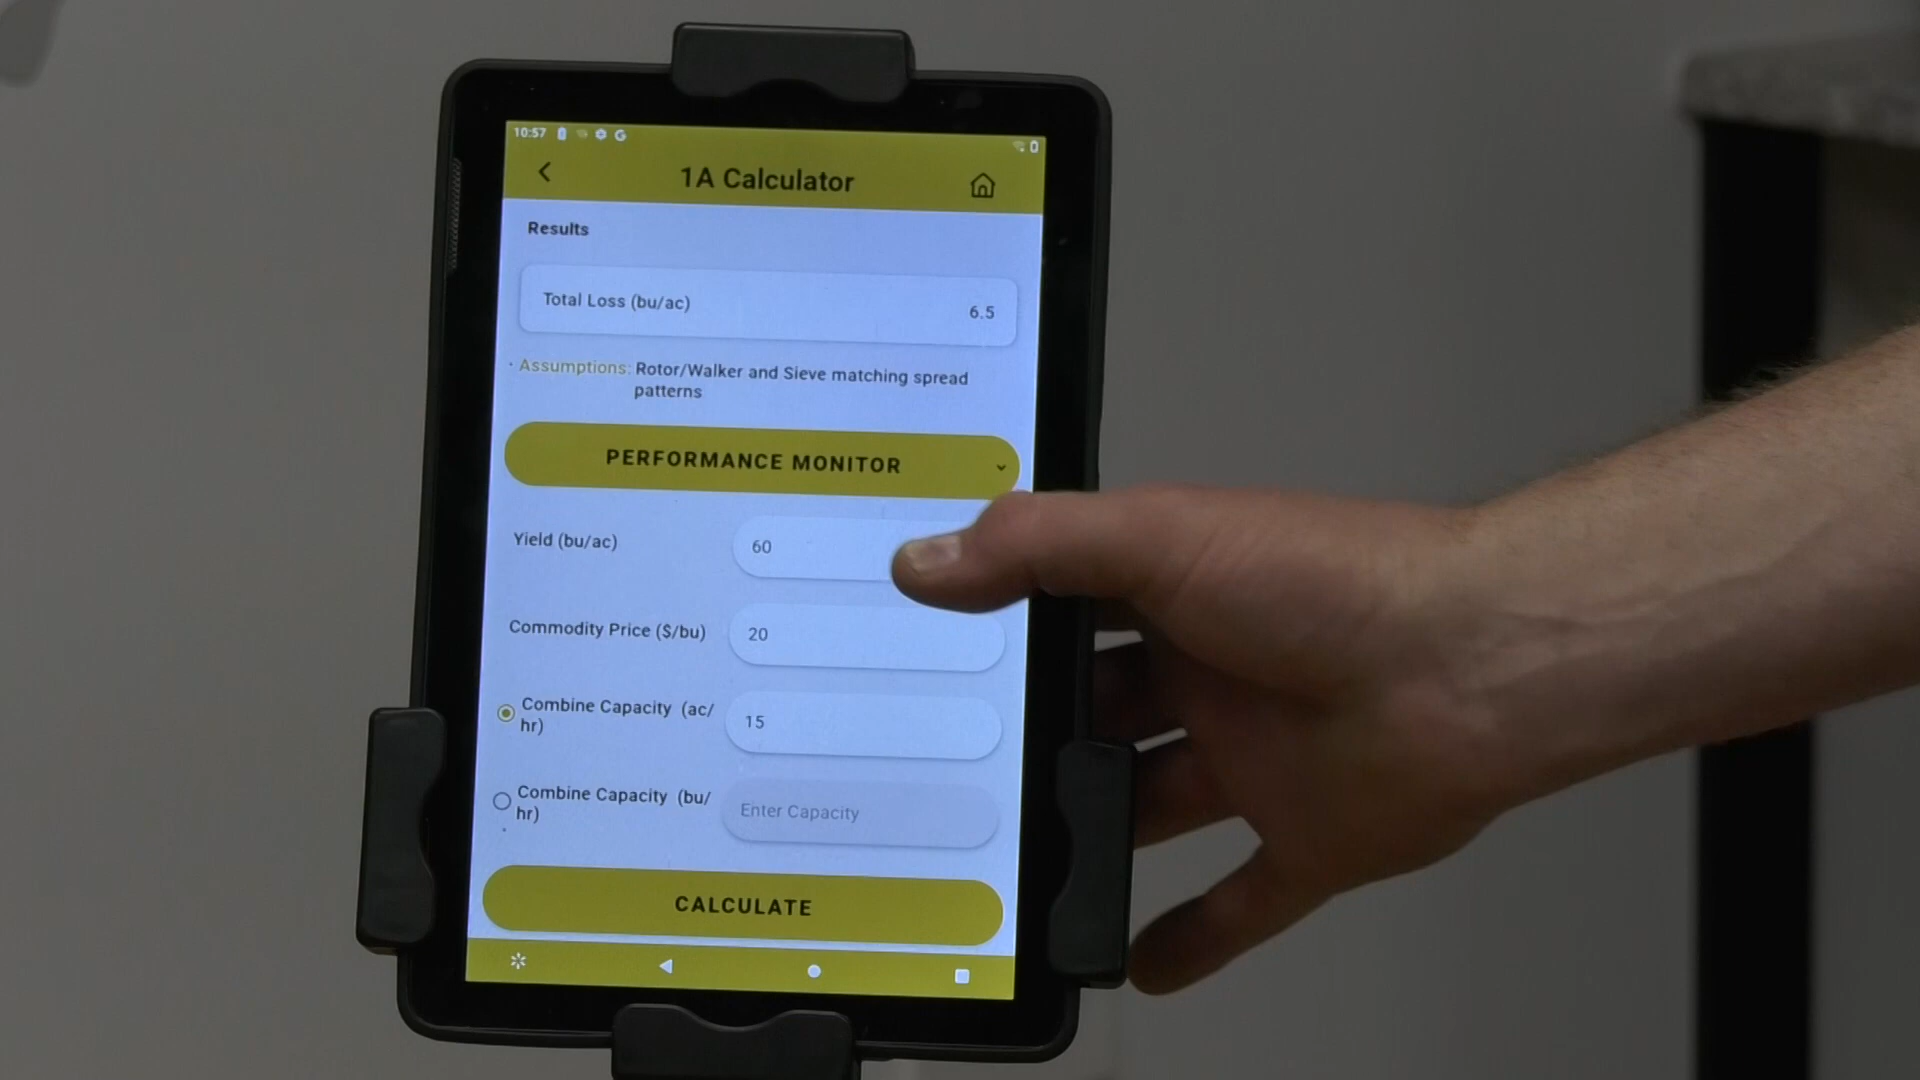 10:57
1A Calculator
Results
Total Loss (bu/ac)
6.5
Assumptions: Rotor/Walker and Sieve matching spread
patterns
PERFORMANCE MONITOR
Yield (bu/ac)
60
Commodity Price ($/bu)
20
Combine Capacity (ac/
hr)
15
Combine Capacity (bu/
hr)
Enter Capacity
CALCULATE